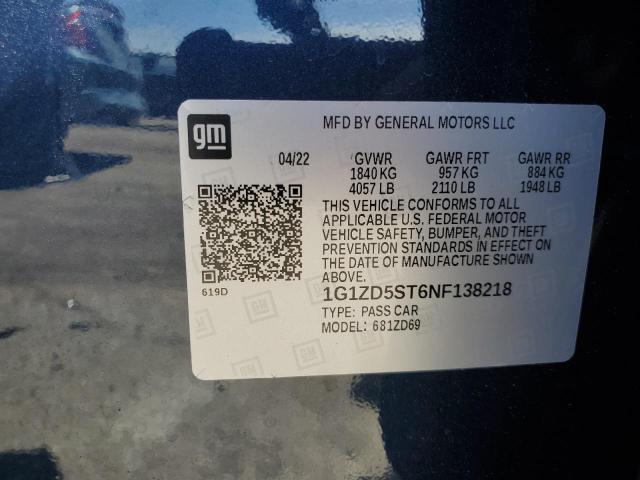 gm
MFD BY GENERAL MOTORS LLC
04/22 GVWR GAWR FRT GAWR RR
1840 KG 957 KG 884 KG
4057 LB 2110 LB 1948 LB
THIS VEHICLE CONFORMS TO ALL
APPLICABLE U.S. FEDERAL MOTOR
VEHICLE SAFETY, BUMPER, AND THEFT
PREVENTION STANDARDS IN EFFECT ON
THE DATE OF MANUFACTURE SHOWN
ABOVE.
619D
1G1ZD5ST6NF138218
TYPE: PASS CAR
MODEL: 681ZD69